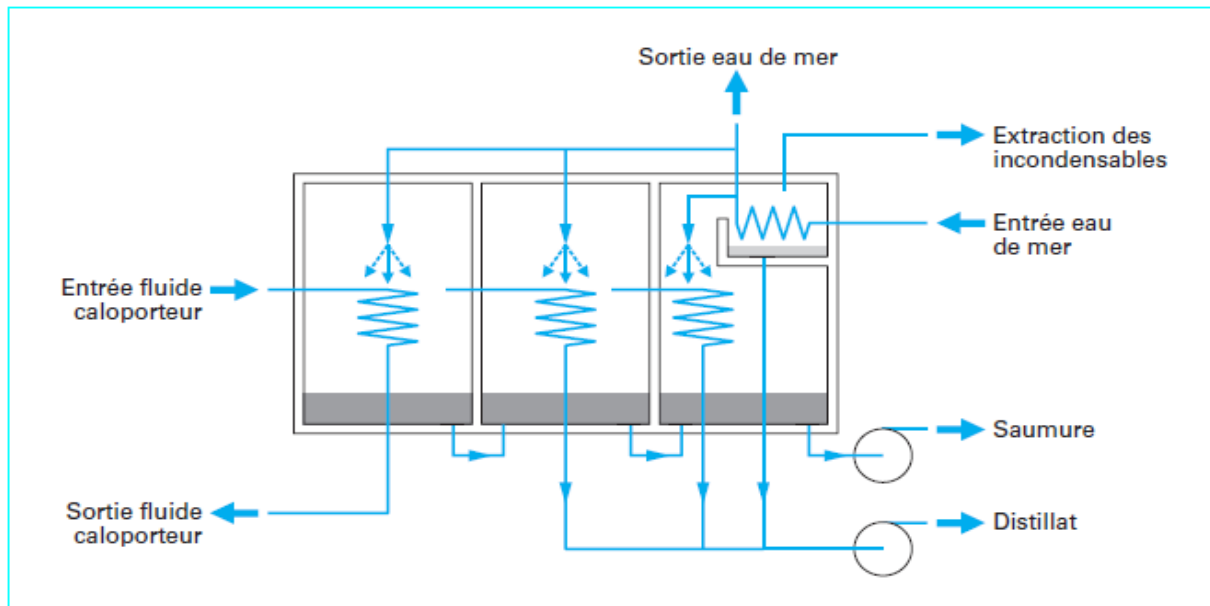 Sortie eau de mer
Extraction des
incondensables
Entrée eau
de mer
Entrée fluide
caloporteur
Saumure
Sortie fluide
caloporteur
Distillat